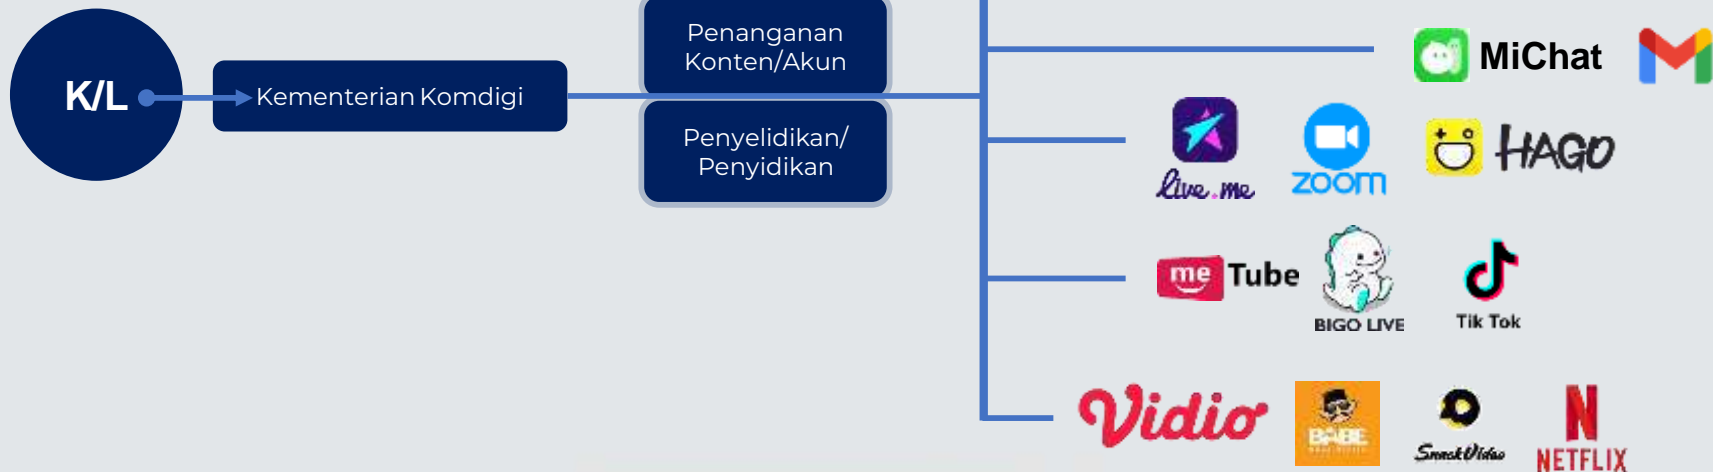 K/L
Kementerian Komdigi
Penanganan
Konten/Akun
Penyelidikan/
Penyidikan
MiChat
live.me
zoom
HAGO
me Tube
BIGO LIVE
Tik Tok
Vidio
BABE
SnackVideo
NETFLIX